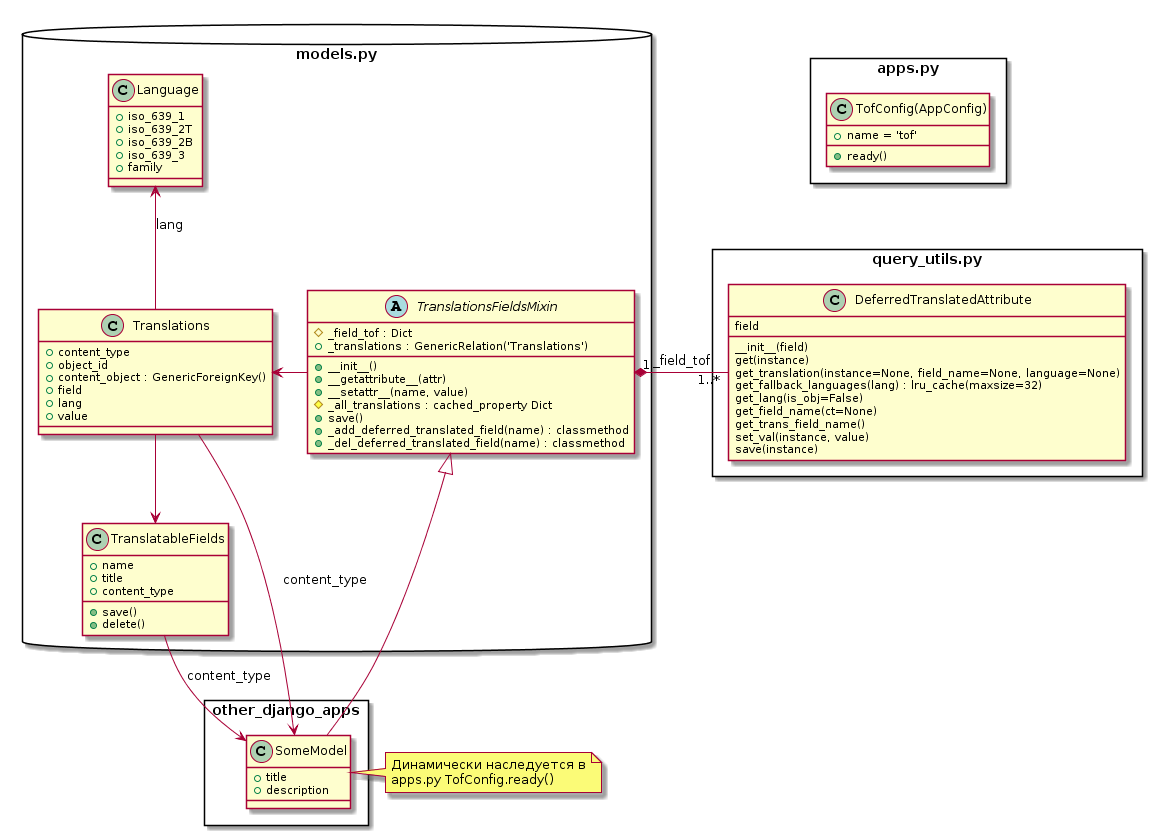 models.py
Language
iso_639_1
iso_639_2T
iso_639_2B
iso_639_3
family
lang
Translations
content_type
object_id
content_object : GenericForeignKey()
field
lang
value
TranslationsFieldsMixin
_field_tof : Dict
_translations : GenericRelation('Translations')
__init__()
__getattribute__(attr)
__setattr__(name, value)
_all_translations : cached_property Dict
save()
_add_deferred_translated_field(name) : classmethod
_del_deferred_translated_field(name) : classmethod
1
_field_tof
1..*
apps.py
TofConfig(AppConfig)
name = 'tof'
ready()
query_utils.py
DeferredTranslatedAttribute
field
__init__(field)
get(instance)
get_translation(instance=None, field_name=None, language=None)
get_fallback_languages(lang) : lru_cache(maxsize=32)
get_lang(is_obj=False)
get_field_name(ct=None)
get_trans_field_name()
set_val(instance, value)
save(instance)
TranslatableFields
name
title
content_type
save()
delete()
content_type
content_type
other_django_apps
SomeModel
title
description
Динамически наследуется в
apps.py TofConfig.ready()
C
C
A
C
C
C
C